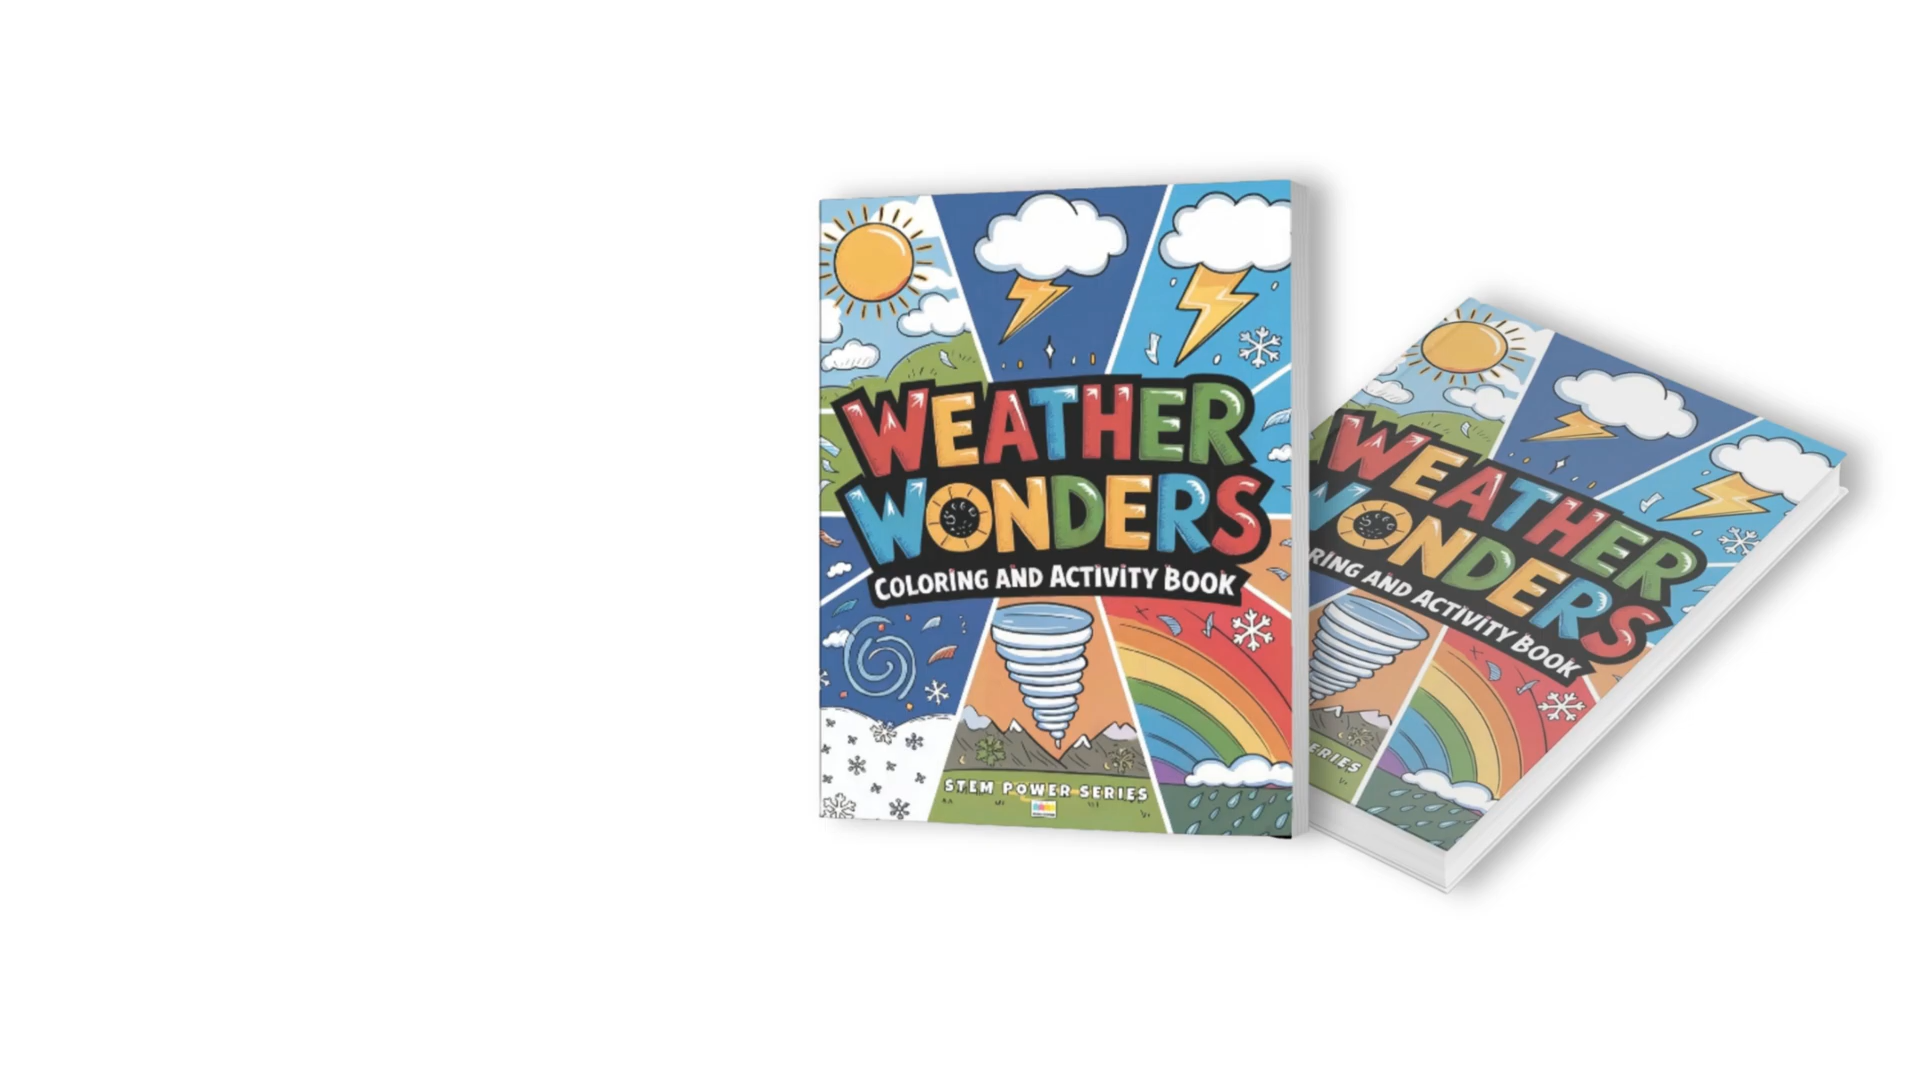 WEATHER
WONDERS
COLORING AND ACTIVITY BOOK
STEM POWER SERIES
WEATHER
WONDERS
RING AND ACTIVITY BOOK
ERIES